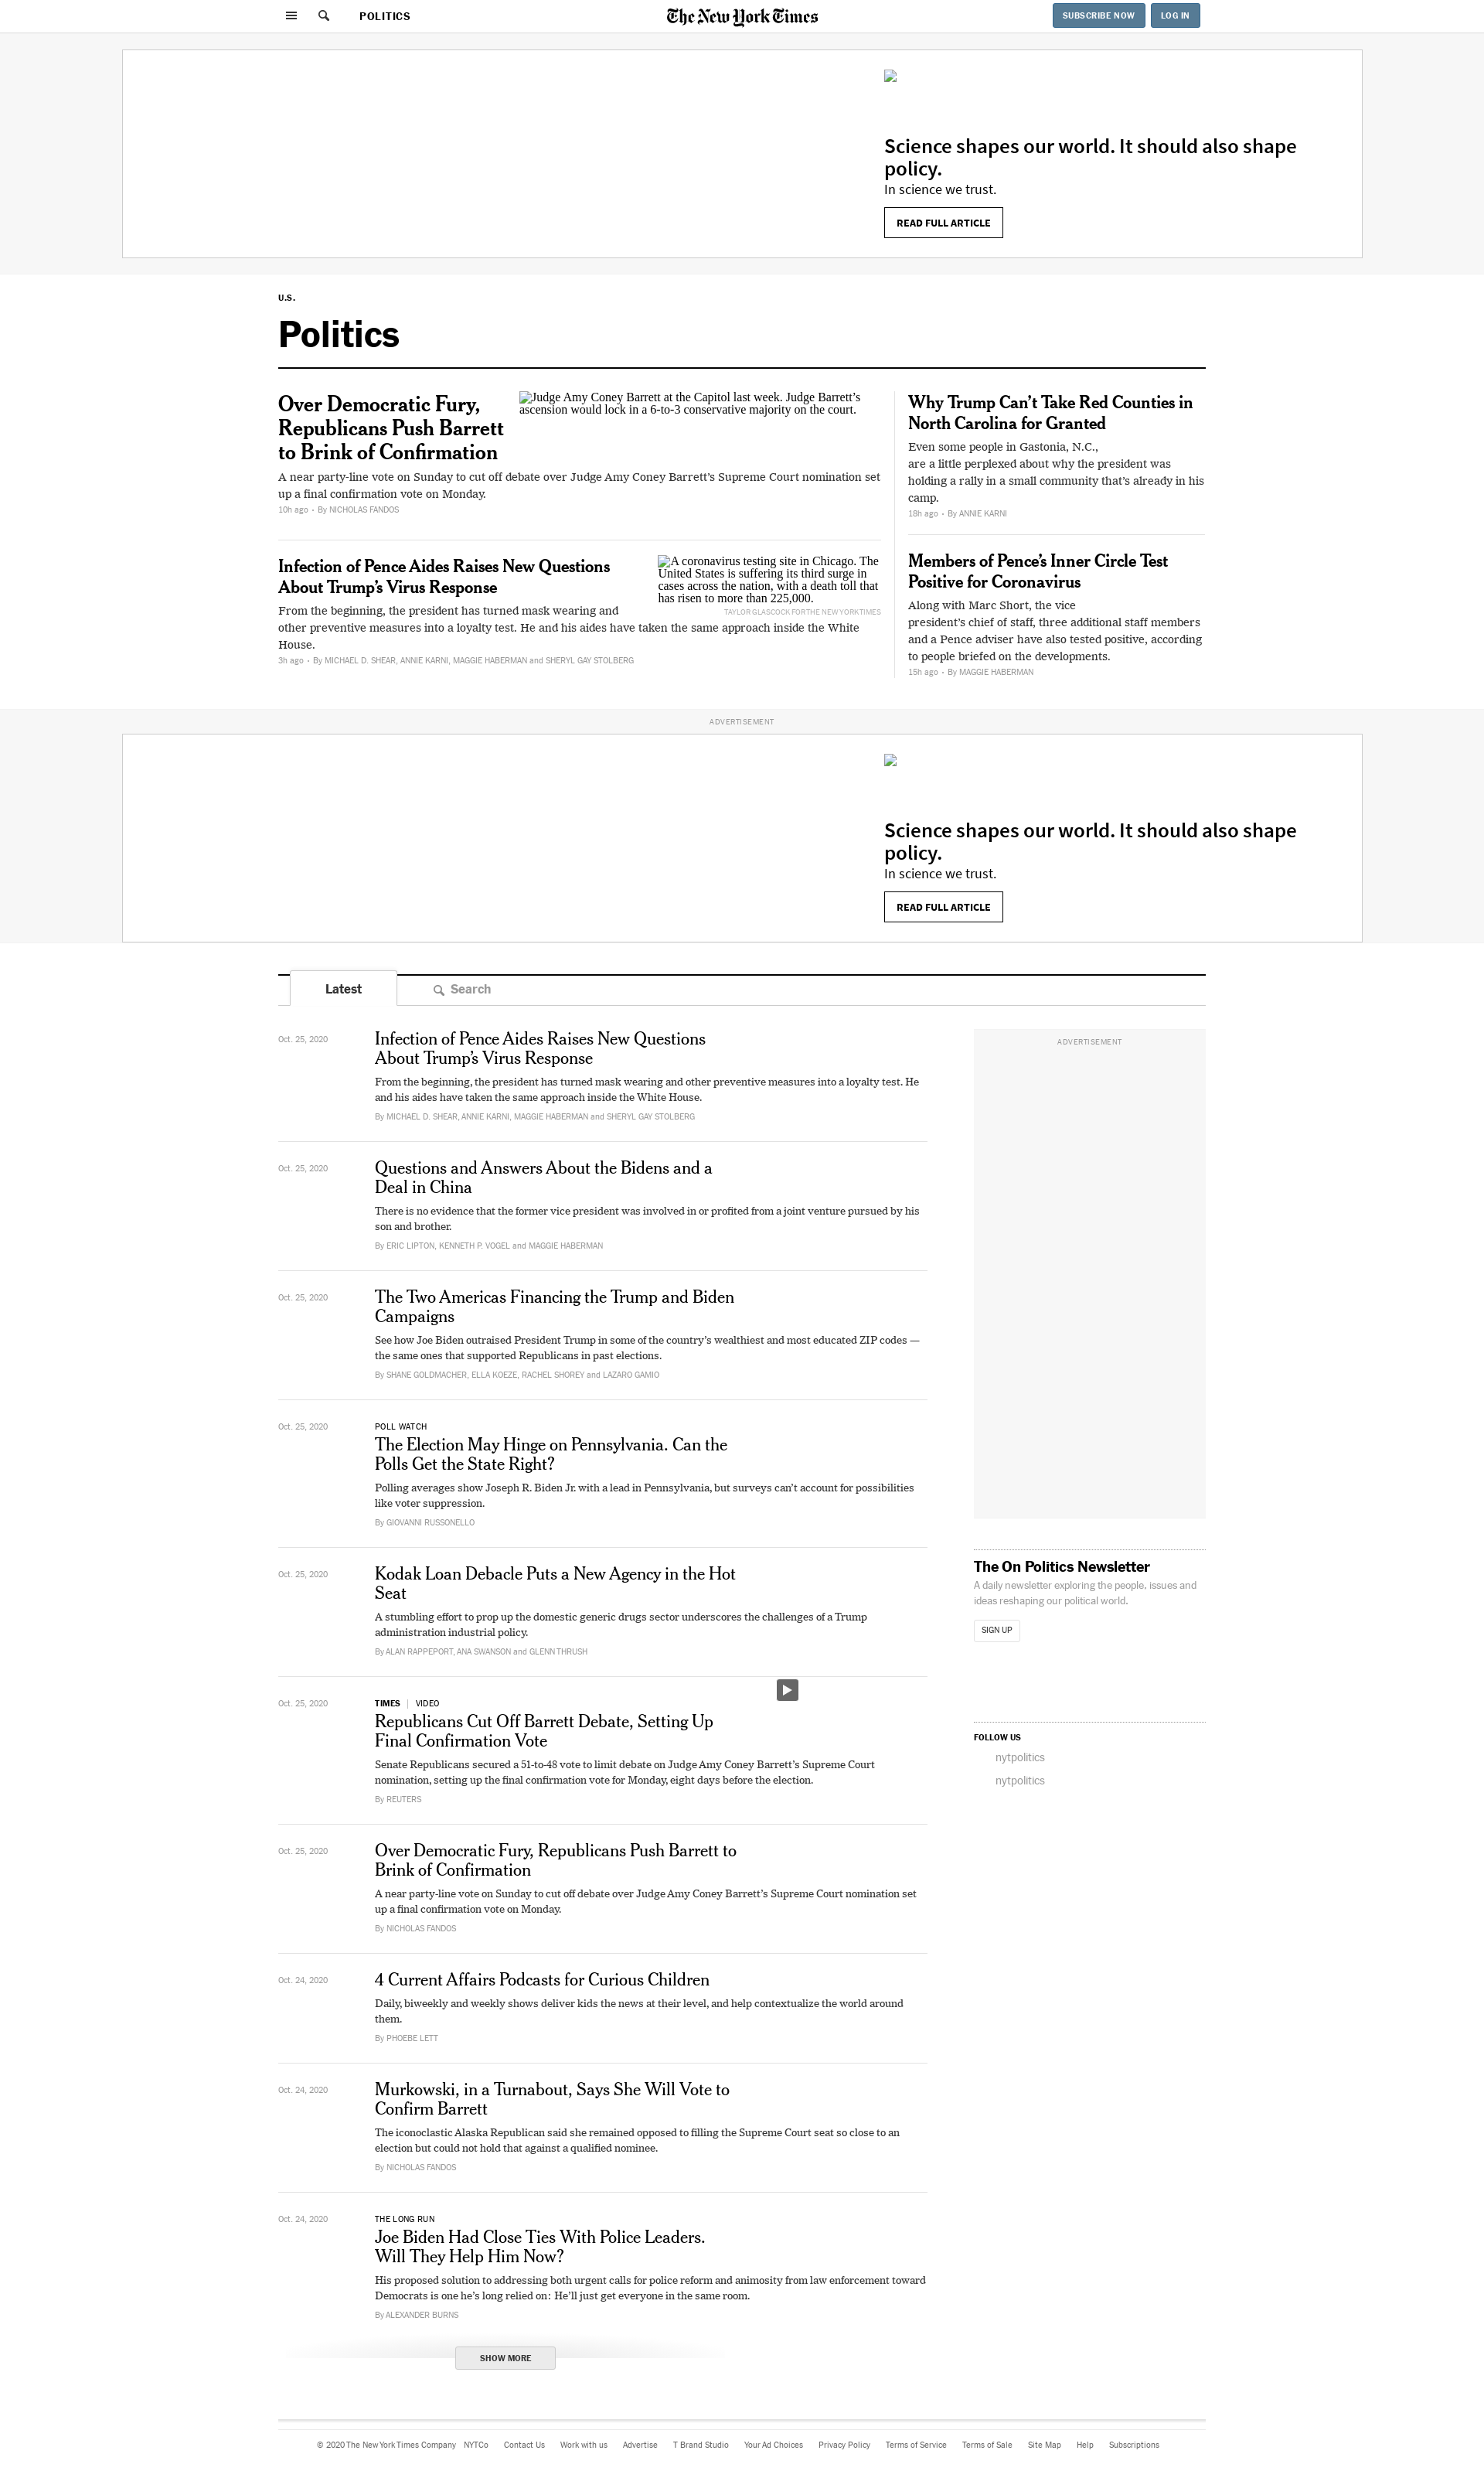 POLITICS
The New York Times
SUBSCRIBE NOW
LOG IN
Science shapes our world. It should also shape
policy.
In science we trust.
READ FULL ARTICLE
U.S.
Politics
Over Democratic Fury,
Republicans Push Barrett
to Brink of Confirmation
Judge Amy Coney Barrett at the Capitol last week. Judge Barrett’s
ascension would lock in a 6-to-3 conservative majority on the court.
A near party-line vote on Sunday to cut off debate over Judge Amy Coney Barrett’s Supreme Court nomination set
up a final confirmation vote on Monday.
10h ago • By NICHOLAS FANDOS
Infection of Pence Aides Raises New Questions
About Trump’s Virus Response
A coronavirus testing site in Chicago. The
United States is suffering its third surge in
cases across the nation, with a death toll that
has risen to more than 225,000.
TAYLOR GLASCOCK FOR THE NEW YORK TIMES
From the beginning, the president has turned mask wearing and
other preventive measures into a loyalty test. He and his aides have taken the same approach inside the White
House.
3h ago • By MICHAEL D. SHEAR, ANNIE KARNI, MAGGIE HABERMAN and SHERYL GAY STOLBERG
Why Trump Can’t Take Red Counties in
North Carolina for Granted
Even some people in Gastonia, N.C.,
are a little perplexed about why the president was
holding a rally in a small community that’s already in his
camp.
18h ago • By ANNIE KARNI
Members of Pence’s Inner Circle Test
Positive for Coronavirus
Along with Marc Short, the vice
president’s chief of staff, three additional staff members
and a Pence adviser have also tested positive, according
to people briefed on the developments.
15h ago • By MAGGIE HABERMAN
ADVERTISEMENT
Science shapes our world. It should also shape
policy.
In science we trust.
READ FULL ARTICLE
Latest
Search
Oct. 25, 2020
Infection of Pence Aides Raises New Questions
About Trump’s Virus Response
From the beginning, the president has turned mask wearing and other preventive measures into a loyalty test. He
and his aides have taken the same approach inside the White House.
By MICHAEL D. SHEAR, ANNIE KARNI, MAGGIE HABERMAN and SHERYL GAY STOLBERG
Oct. 25, 2020
Questions and Answers About the Bidens and a
Deal in China
There is no evidence that the former vice president was involved in or profited from a joint venture pursued by his
son and brother.
By ERIC LIPTON, KENNETH P. VOGEL and MAGGIE HABERMAN
Oct. 25, 2020
The Two Americas Financing the Trump and Biden
Campaigns
See how Joe Biden outraised President Trump in some of the country’s wealthiest and most educated ZIP codes —
the same ones that supported Republicans in past elections.
By SHANE GOLDMACHER, ELLA KOEZE, RACHEL SHOREY and LAZARO GAMIO
Oct. 25, 2020
POLL WATCH
The Election May Hinge on Pennsylvania. Can the
Polls Get the State Right?
Polling averages show Joseph R. Biden Jr. with a lead in Pennsylvania, but surveys can’t account for possibilities
like voter suppression.
By GIOVANNI RUSSONELLO
Oct. 25, 2020
Kodak Loan Debacle Puts a New Agency in the Hot
Seat
A stumbling effort to prop up the domestic generic drugs sector underscores the challenges of a Trump
administration industrial policy.
By ALAN RAPPEPORT, ANA SWANSON and GLENN THRUSH
Oct. 25, 2020
TIMES | VIDEO
Republicans Cut Off Barrett Debate, Setting Up
Final Confirmation Vote
Senate Republicans secured a 51-to-48 vote to limit debate on Judge Amy Coney Barrett’s Supreme Court
nomination, setting up the final confirmation vote for Monday, eight days before the election.
By REUTERS
Oct. 25, 2020
Over Democratic Fury, Republicans Push Barrett to
Brink of Confirmation
A near party-line vote on Sunday to cut off debate over Judge Amy Coney Barrett’s Supreme Court nomination set
up a final confirmation vote on Monday.
By NICHOLAS FANDOS
Oct. 24, 2020
4 Current Affairs Podcasts for Curious Children
Daily, biweekly and weekly shows deliver kids the news at their level, and help contextualize the world around
them.
By PHOEBE LETT
Oct. 24, 2020
Murkowski, in a Turnabout, Says She Will Vote to
Confirm Barrett
The iconoclastic Alaska Republican said she remained opposed to filling the Supreme Court seat so close to an
election but could not hold that against a qualified nominee.
By NICHOLAS FANDOS
Oct. 24, 2020
THE LONG RUN
Joe Biden Had Close Ties With Police Leaders.
Will They Help Him Now?
His proposed solution to addressing both urgent calls for police reform and animosity from law enforcement toward
Democrats is one he’s long relied on: He’ll just get everyone in the same room.
By ALEXANDER BURNS
SHOW MORE
ADVERTISEMENT
The On Politics Newsletter
A daily newsletter exploring the people, issues and
ideas reshaping our political world.
SIGN UP
FOLLOW US
nytpolitics
nytpolitics
© 2020 The New York Times Company NYTCo Contact Us Work with us Advertise T Brand Studio Your Ad Choices Privacy Policy Terms of Service Terms of Sale Site Map Help Subscriptions